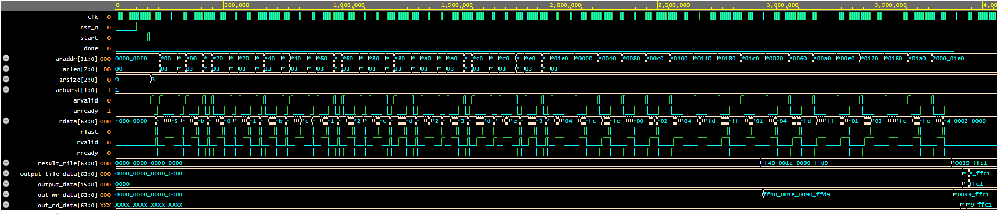 0 500,000 1,000,000 1,500,000 2,000,000 2,500,000 3,000,000 3,500,000 4,00
clk 0
rst_n 0
start 0
done 0
araddr[31:0] 000 0000_0000 *00 * *00 * *20 * *20 * *40 * *40 * *60 * *60 * *80 * *80 * *a0 * *a0 * *c0 * *c0 * *e0 * *01e0 *0000 *0040 *0080 *00c0 *0100 *0140 *0180 *01c0 *0020 *0060 *00a0 *00e0 *0120 *0160 *01a0 2000_01e0
arlen[7:0] 00 00 03 * 03 * 03 * 03 * 03 * 03 * 03 * 03 * 03 * 03 * 03 * 03 * 03 * 03 * 03 * 03
arsize[2:0] 0 0 3
arburst[1:0] 1 1
arvalid 0
arready 1
rdata[63:0] 000 *000_0000 * *5 * *b * *0 * *1 * *b * *c * *1 * *2 * *c * *d * *2 * *3 * *d * *e * *3 * *04 *fc *fe *00 *02 *04 *fd *ff *01 *04 *fd *ff *01 *03 *fc *fe *4_0002_0000
rlast 0
rvalid 0
rready 0
result_tile[63:0] 000 0000_0000_0000_0000 ff40_001e_0090_ffd9 *0039_ffc1
output_tile_data[63:0] 000 0000_0000_0000_0000 * *_ffc1
output_data[15:0] 000 0000 * ffc1
out_wr_data[63:0] 000 0000_0000_0000_0000 ff40_001e_0090_ffd9 *0039_ffc1
out_rd_data[63:0] XXX XXXX_XXXX_XXXX_XXXX * *9_ffc1